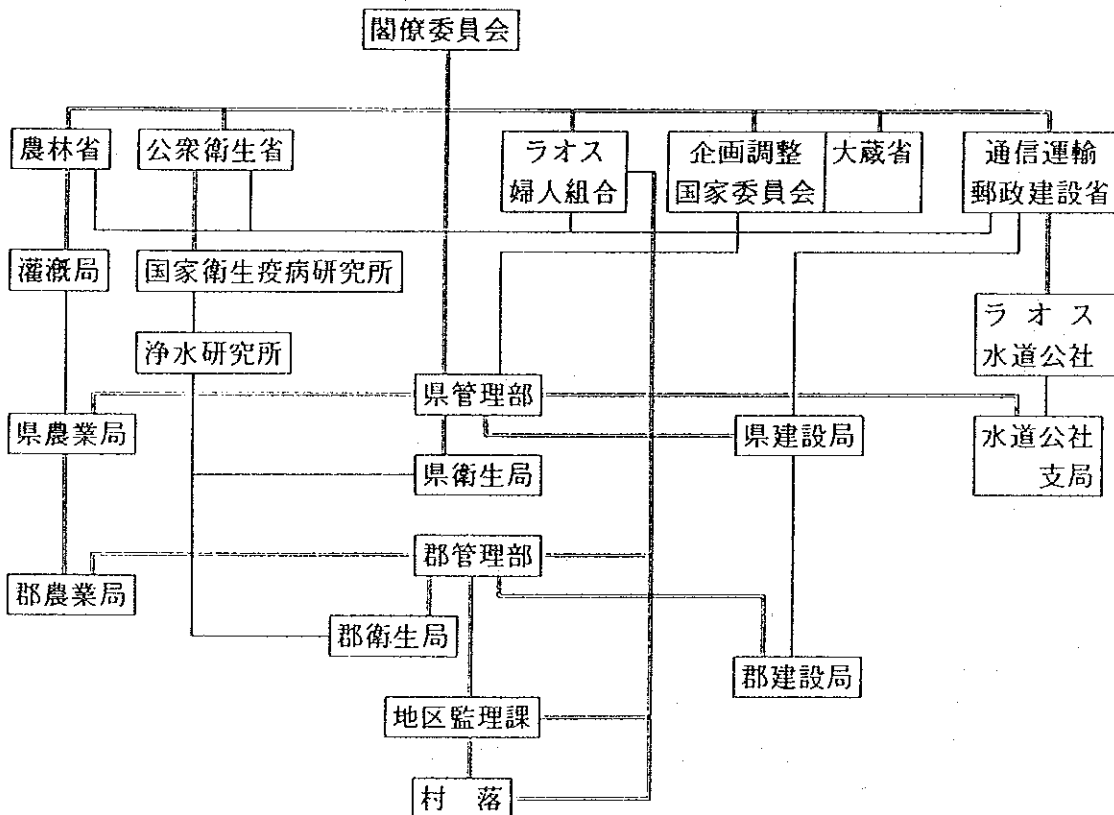 閣僚委員会
農林省
公衆衛生省
ラオス
婦人組合
企画調整
国家委員会
大蔵省
通信運輸
郵政建設省
灌漑局
国家衛生疫病研究所
ラオス
水道公社
浄水研究所
県管理部
県農業局
県建設局
水道公社
支局
県衛生局
郡管理部
郡農業局
郡衛生局
郡建設局
地区監理課
村落